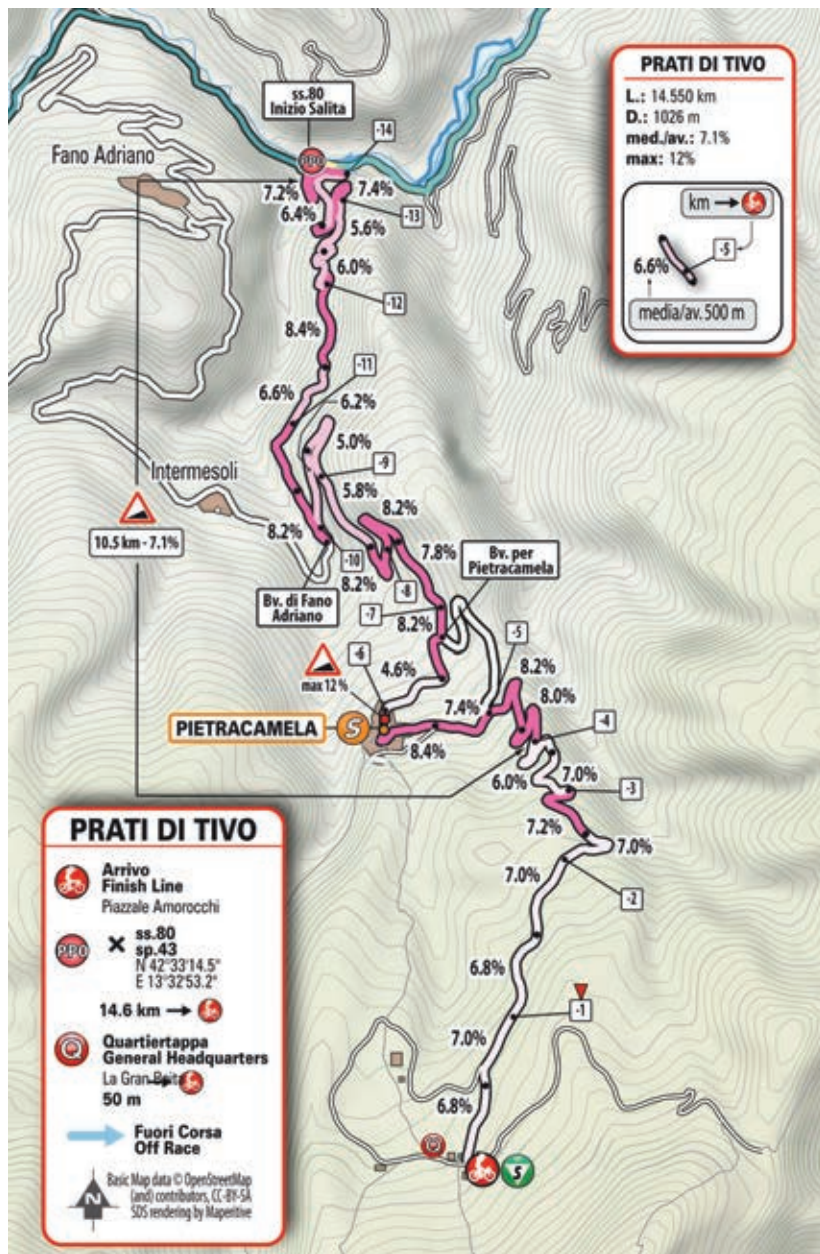 PRATI DI TIVO
L.: 14.550 km
D.: 1026 m
med./av.: 7.1%
max: 12%
km
-5
6.6%
media/av. 500 m
ss.80
Inizio Salita
PPO
-14
Fano Adriano
7.2%
7.4%
6.4%
-13
5.6%
6.0%
-12
8.4%
-11
6.6%
6.2%
5.0%
-9
Intermesoli
5.8%
8.2%
10.5 km - 7.1%
8.2%
7.8%
Bv. per
Pietracamela
-10
8.2%
-8
Bv. di Fano
Adriano
-7
8.2%
-5
-6
4.6%
8.2%
max 12%
7.4%
8.0%
PIETRACAMELA
S
-4
8.4%
6.0%
7.0%
-3
7.2%
7.0%
7.0%
-2
6.8%
-1
7.0%
6.8%
Q
S
PRATI DI TIVO
Arrivo
Finish Line
Piazzale Amorocchi
PPO
ss.80
sp.43
N 42°33'14.5"
E 13°32'53.2"
14.6 km
Q
Quartiertappa
General Headquarters
La Gran
50 m
Fuori Corsa
Off Race
N
Basic Map data © OpenStreetMap
(and) contributors, CC-BY-SA
SDS rendering by Maperitive